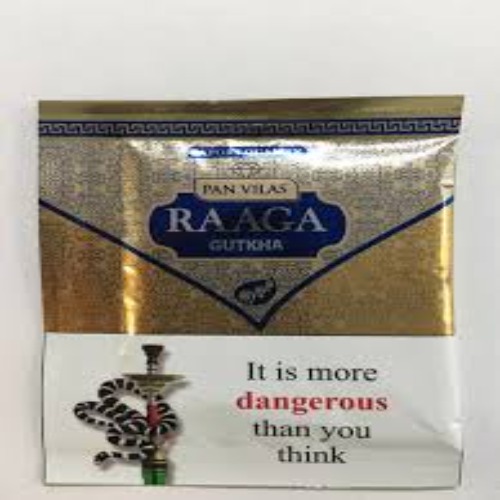 PAN VILAS
RAAGA
GUTKHA
It is more
dangerous
than you
think